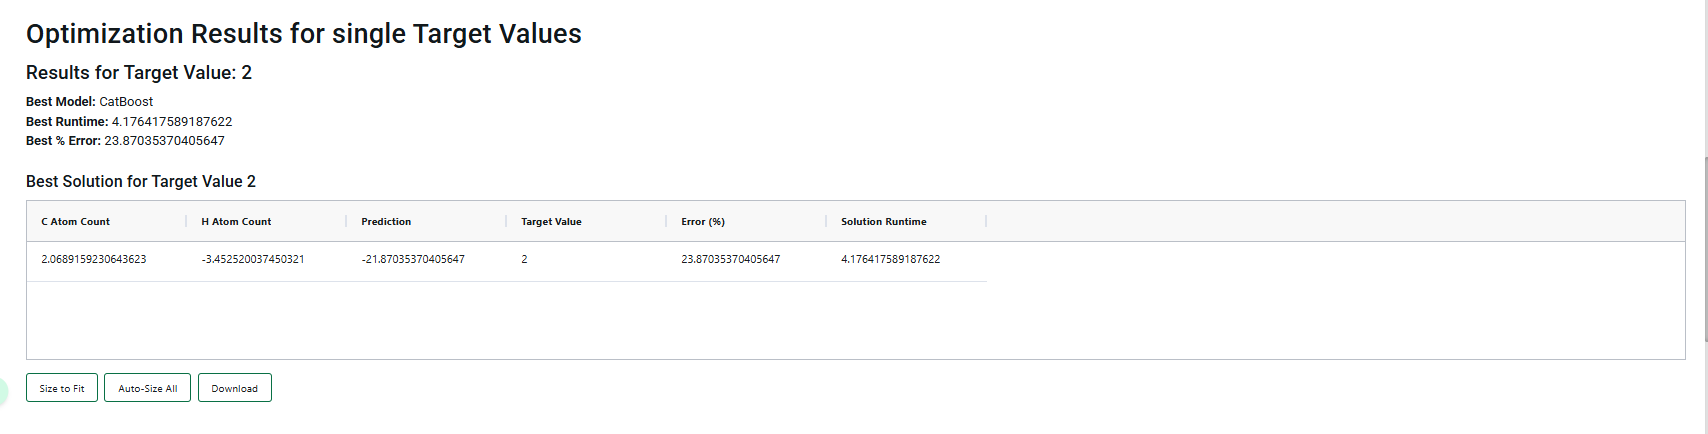 Optimization Results for single Target Values
Results for Target Value: 2
Best Model: CatBoost
Best Runtime: 4.176417589187622
Best % Error: 23.87035370405647
Best Solution for Target Value 2
C Atom Count H Atom Count Prediction Target Value Error (%) Solution Runtime
2.0689159230643623 -3.452520037450321 -21.87035370405647 2 23.87035370405647 4.176417589187622
Size to Fit Auto-Size All Download